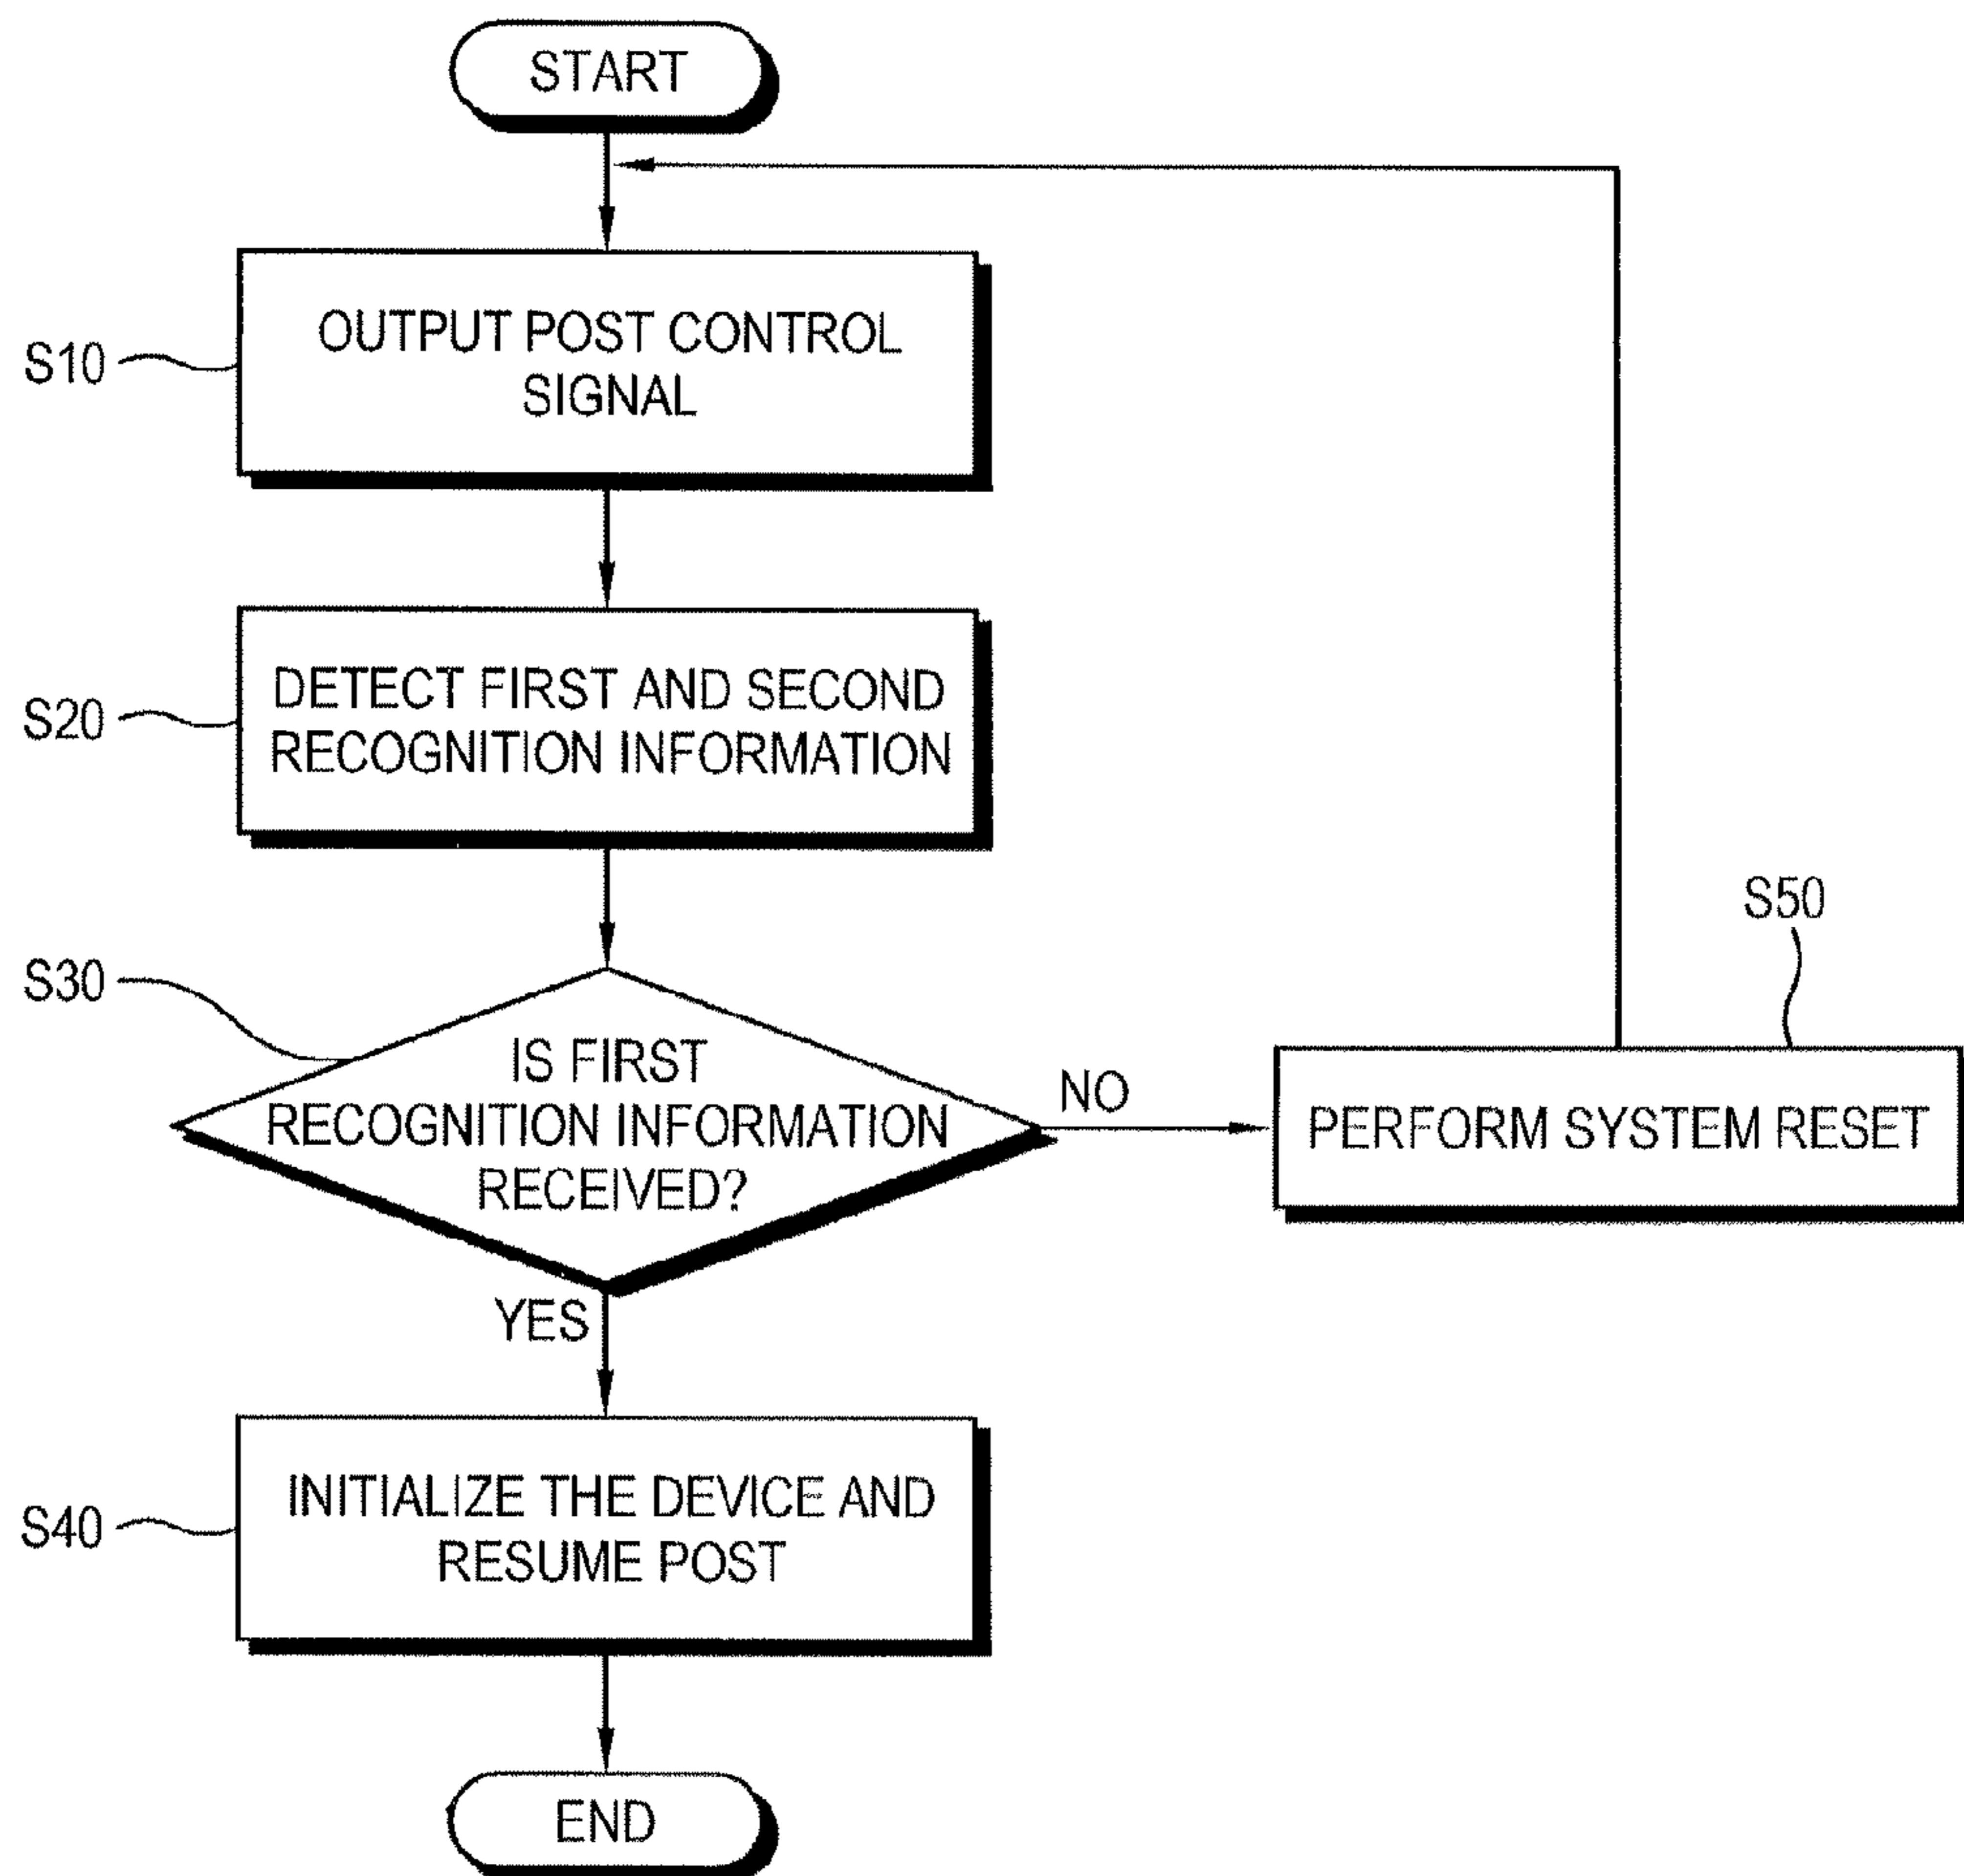 START
OUTPUT POST CONTROL
SIGNAL
S10
DETECT FIRST AND SECOND
RECOGNITION INFORMATION
S20
S30
IS FIRST
RECOGNITION INFORMATION
RECEIVED?
NO
S50
PERFORM SYSTEM RESET
YES
INITIALIZE THE DEVICE AND
RESUME POST
S40
END